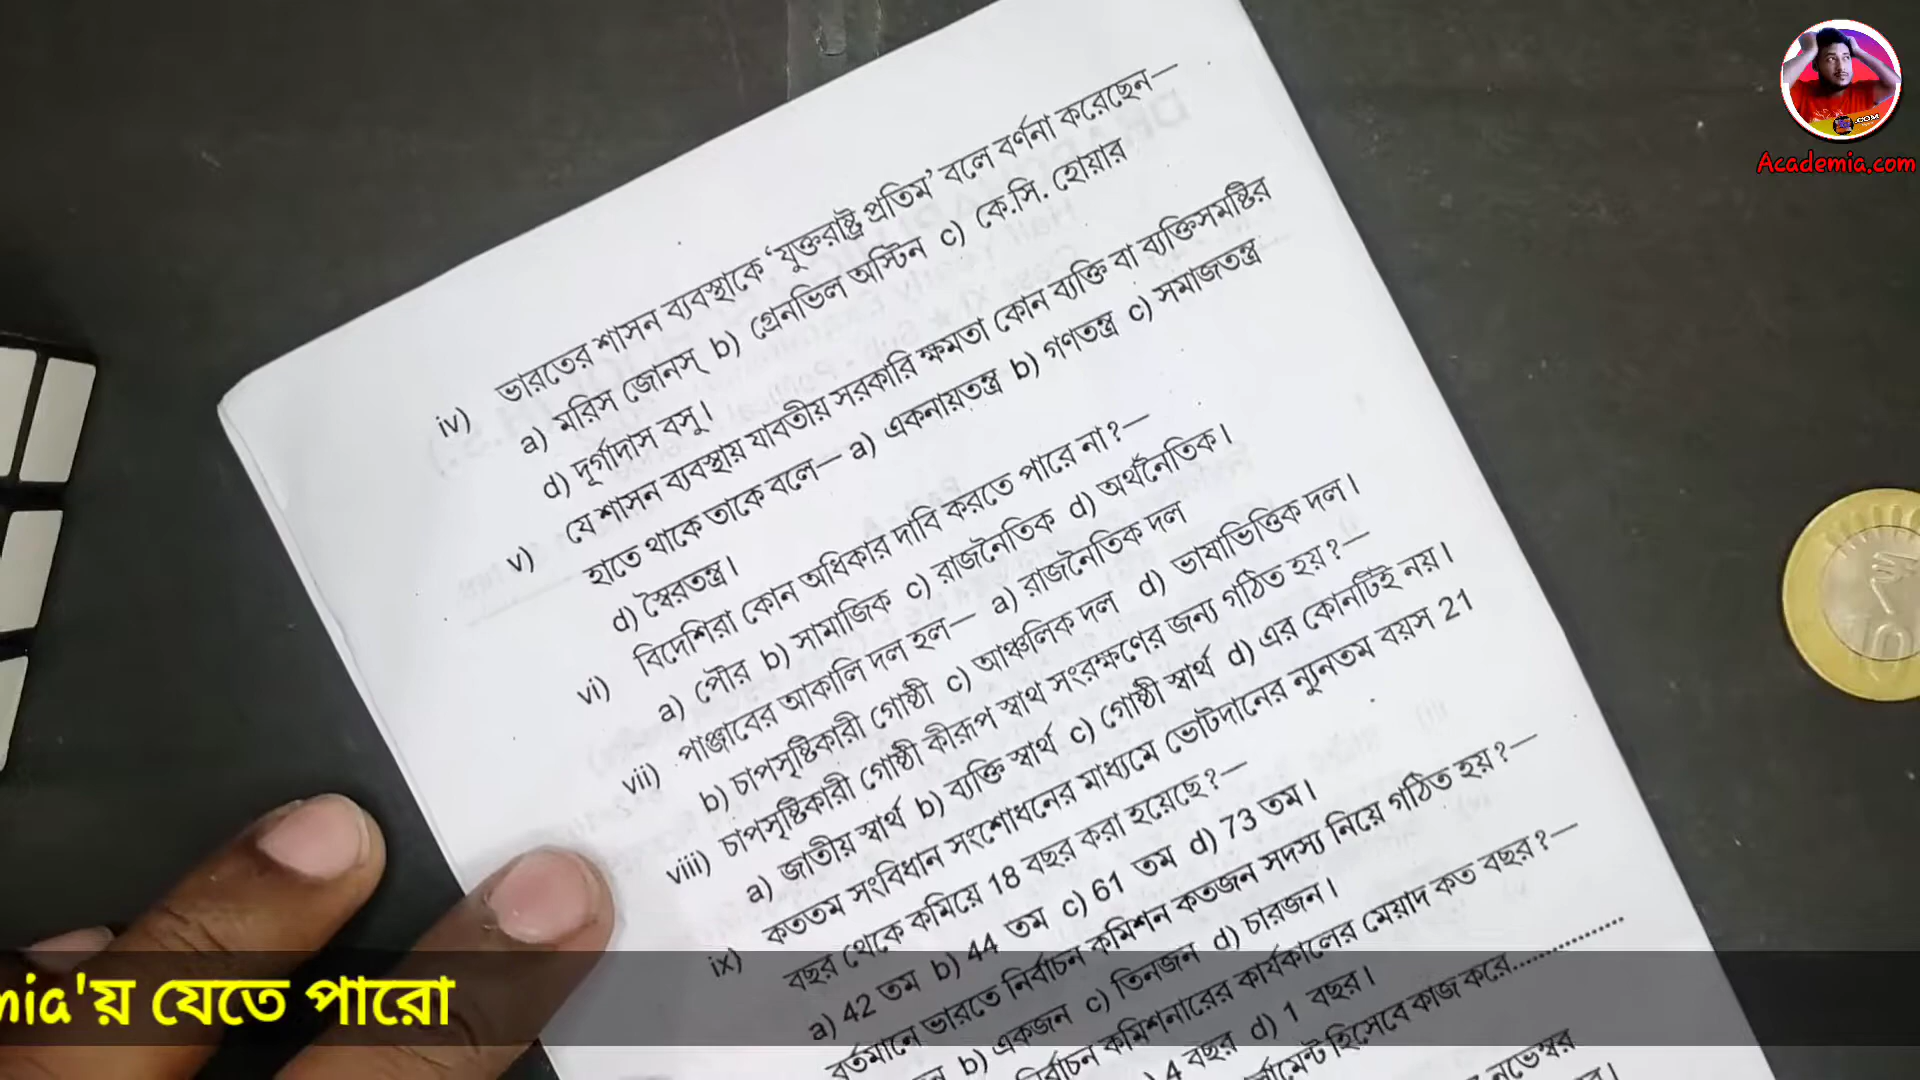 iv) ভারতের শাসন ব্যবস্থাকে ‘যুক্তরাষ্ট্র প্রতিম’ বলে বর্ণনা করেছেন—
a) মরিস জোনস্ b) গ্রেনভিল অস্টিন c) কে.সি. হোয়ার
d) দূর্গাদাস বসু।
v) যে শাসন ব্যবস্থায় যাবতীয় সরকারি ক্ষমতা কোন ব্যক্তি বা ব্যক্তিসমষ্টির
হাতে থাকে তাকে বলে— a) একনায়তন্ত্র b) গণতন্ত্র c) সমাজতন্ত্র
d) স্বৈরতন্ত্র।
vi) বিদেশিরা কোন অধিকার দাবি করতে পারে না?—
a) পৌর b) সামাজিক c) রাজনৈতিক d) অর্থনৈতিক।
vii) পাঞ্জাবের আকালি দল হল— a) রাজনৈতিক দল
b) চাপসৃষ্টিকারী গোষ্ঠী c) আঞ্চলিক দল d) ভাষাভিত্তিক দল।
viii) চাপসৃষ্টিকারী গোষ্ঠী কীরূপ স্বাথ সংরক্ষণের জন্য গঠিত হয়?—
a) জাতীয় স্বার্থ b) ব্যক্তি স্বার্থ c) গোষ্ঠী স্বার্থ d) এর কোনটিই নয়।
ix) কততম সংবিধান সংশোধনের মাধ্যমে ভোটদানের ন্যুনতম বয়স 21
বছর থেকে কমিয়ে 18 বছর করা হয়েছে?—
a) 42 তম b) 44 তম c) 61 তম d) 73 তম।
বর্তমানে ভারতে নির্বাচন কমিশন কতজন সদস্য নিয়ে গঠিত হয়?—
b) একজন c) তিনজন d) চারজন।
নির্বাচন কমিশনারের কার্যকালের মেয়াদ কত বছর?—
4 বছর d) 1 বছর।
হিসেবে কাজ করে..............
নভেম্বর
Academia.com
.COM
mia'য় যেতে পারো